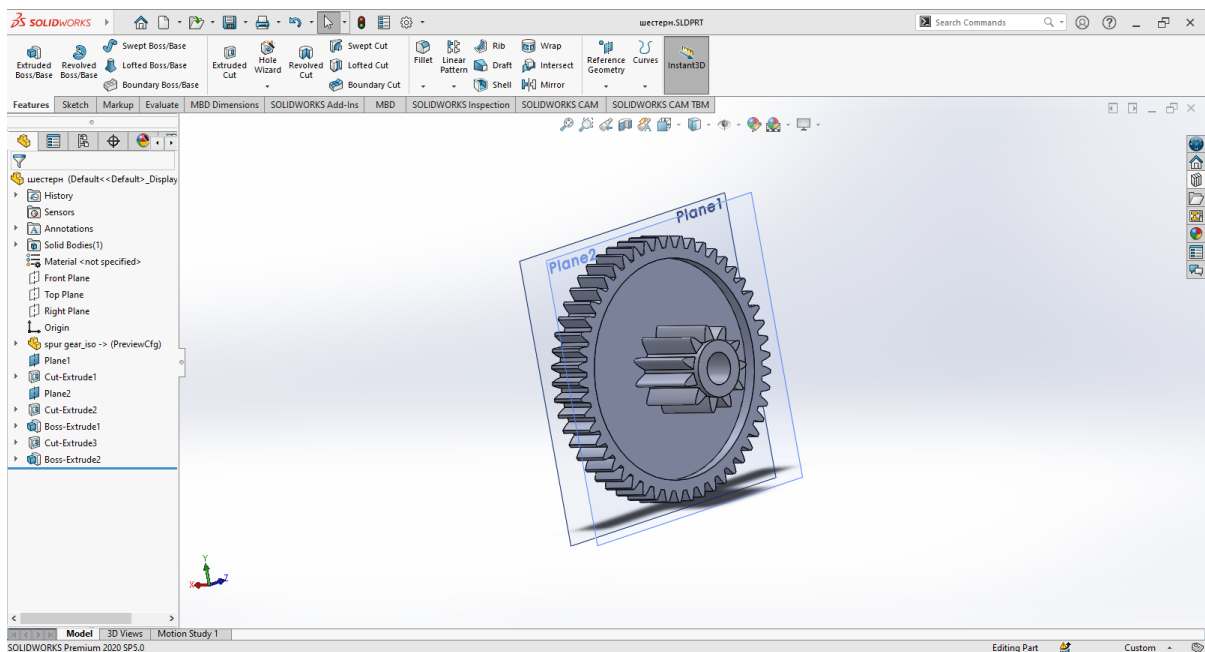 SOLIDWORKS
шестерн.SLDPRT
Search Commands
Extruded Boss/Base
Revolved Boss/Base
Swept Boss/Base
Lofted Boss/Base
Boundary Boss/Base
Extruded Cut
Hole Wizard
Revolved Cut
Swept Cut
Lofted Cut
Boundary Cut
Fillet
Linear Pattern
Rib
Draft
Shell
Wrap
Intersect
Mirror
Reference Geometry
Curves
Instant3D
Features Sketch Markup Evaluate MBD Dimensions SOLIDWORKS Add-Ins MBD SOLIDWORKS Inspection SOLIDWORKS CAM SOLIDWORKS CAM TBM
шестерн (Default<<Default>_Display
History
Sensors
Annotations
Solid Bodies(1)
Material <not specified>
Front Plane
Top Plane
Right Plane
Origin
spur gear_iso -> (PreviewCfg)
Plane1
Cut-Extrude1
Plane2
Cut-Extrude2
Boss-Extrude1
Cut-Extrude3
Boss-Extrude2
Plane1
Plane2
Y
X
Z
Model 3D Views Motion Study 1
SOLIDWORKS Premium 2020 SP5.0
Editing Part
Custom